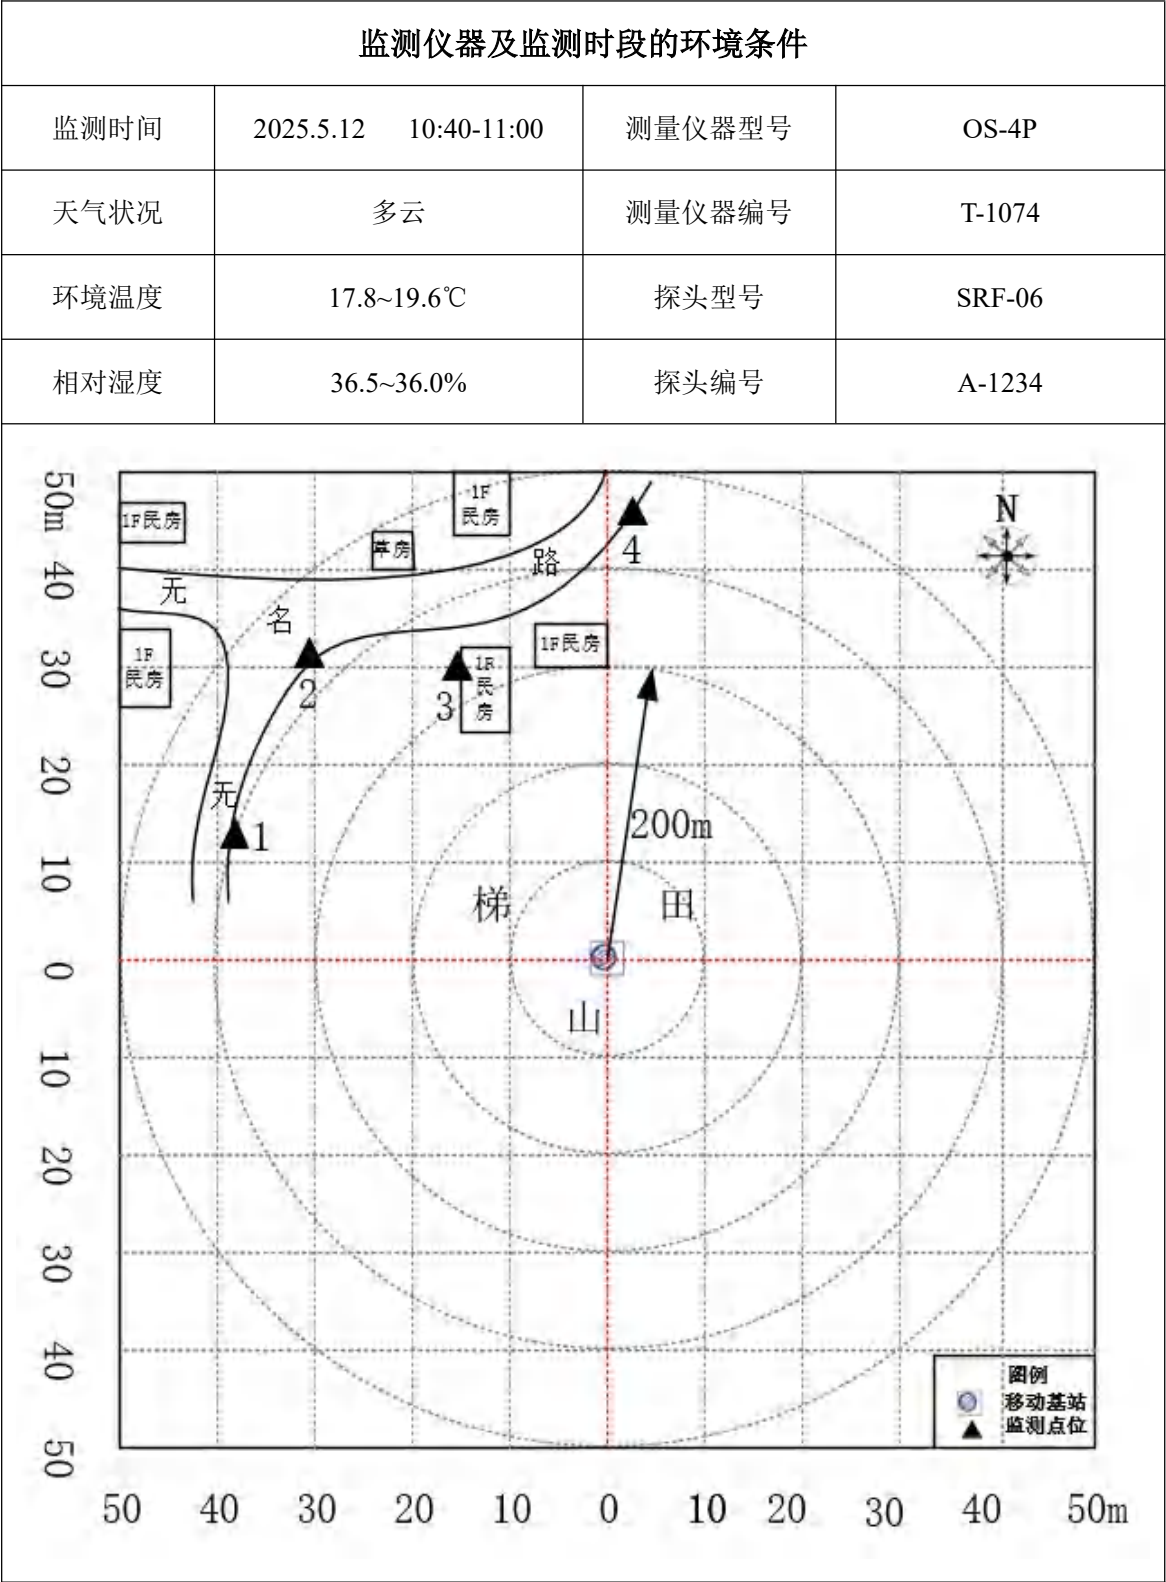 监测仪器及监测时段的环境条件
监测时间 2025.5.12 10:40-11:00 测量仪器型号 OS-4P
天气状况 多云 测量仪器编号 T-1074
环境温度 17.8~19.6℃ 探头型号 SRF-06
相对湿度 36.5~36.0% 探头编号 A-1234
50m
40
30
20
10
0
10
20
30
40
50
1F民房
1F
民房
草房
路
4
N
无
名
1F
民房
2
3
1F
民
房
1F民房
无
1
200m
梯
田
山
图例
移动基站
监测点位
50 40 30 20 10 0 10 20 30 40 50m